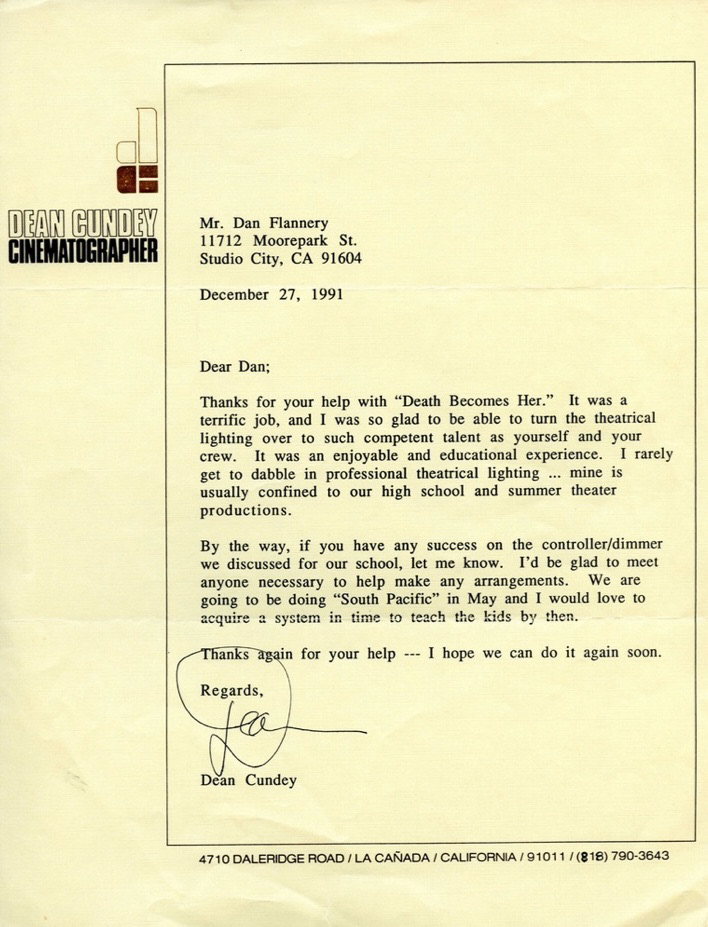 DEAN CUNDEY
CINEMATOGRAPHER
Mr. Dan Flannery
11712 Moorepark St.
Studio City, CA 91604
December 27, 1991
Dear Dan;
Thanks for your help with “Death Becomes Her.” It was a
terrific job, and I was so glad to be able to turn the theatrical
lighting over to such competent talent as yourself and your
crew. It was an enjoyable and educational experience. I rarely
get to dabble in professional theatrical lighting ... mine is
usually confined to our high school and summer theater
productions.
By the way, if you have any success on the controller/dimmer
we discussed for our school, let me know. I’d be glad to meet
anyone necessary to help make any arrangements. We are
going to be doing “South Pacific” in May and I would love to
acquire a system in time to teach the kids by then.
Thanks again for your help --- I hope we can do it again soon.
Regards,
Dean Cundey
4710 DALERIDGE ROAD / LA CAÑADA / CALIFORNIA / 91011 / (818) 790-3643